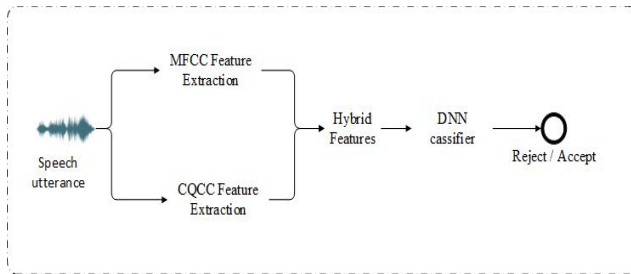 MFCC Feature
Extraction
Speech
utterance
Hybrid
Features
DNN
cassifier
Reject / Accept
CQCC Feature
Extraction